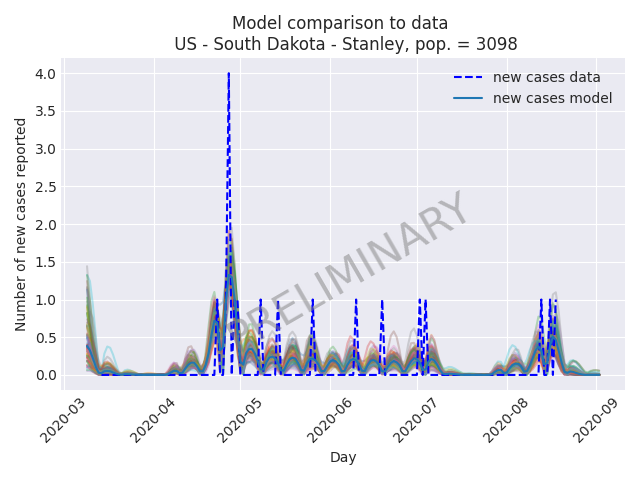 Model comparison to data
US - South Dakota - Stanley, pop. = 3098
new cases data
new cases model
Number of new cases reported
4.0
3.5
3.0
2.5
2.0
1.5
1.0
0.5
0.0
PRELIMINARY
2020-03
2020-04
2020-05
2020-06
2020-07
2020-08
2020-09
Day